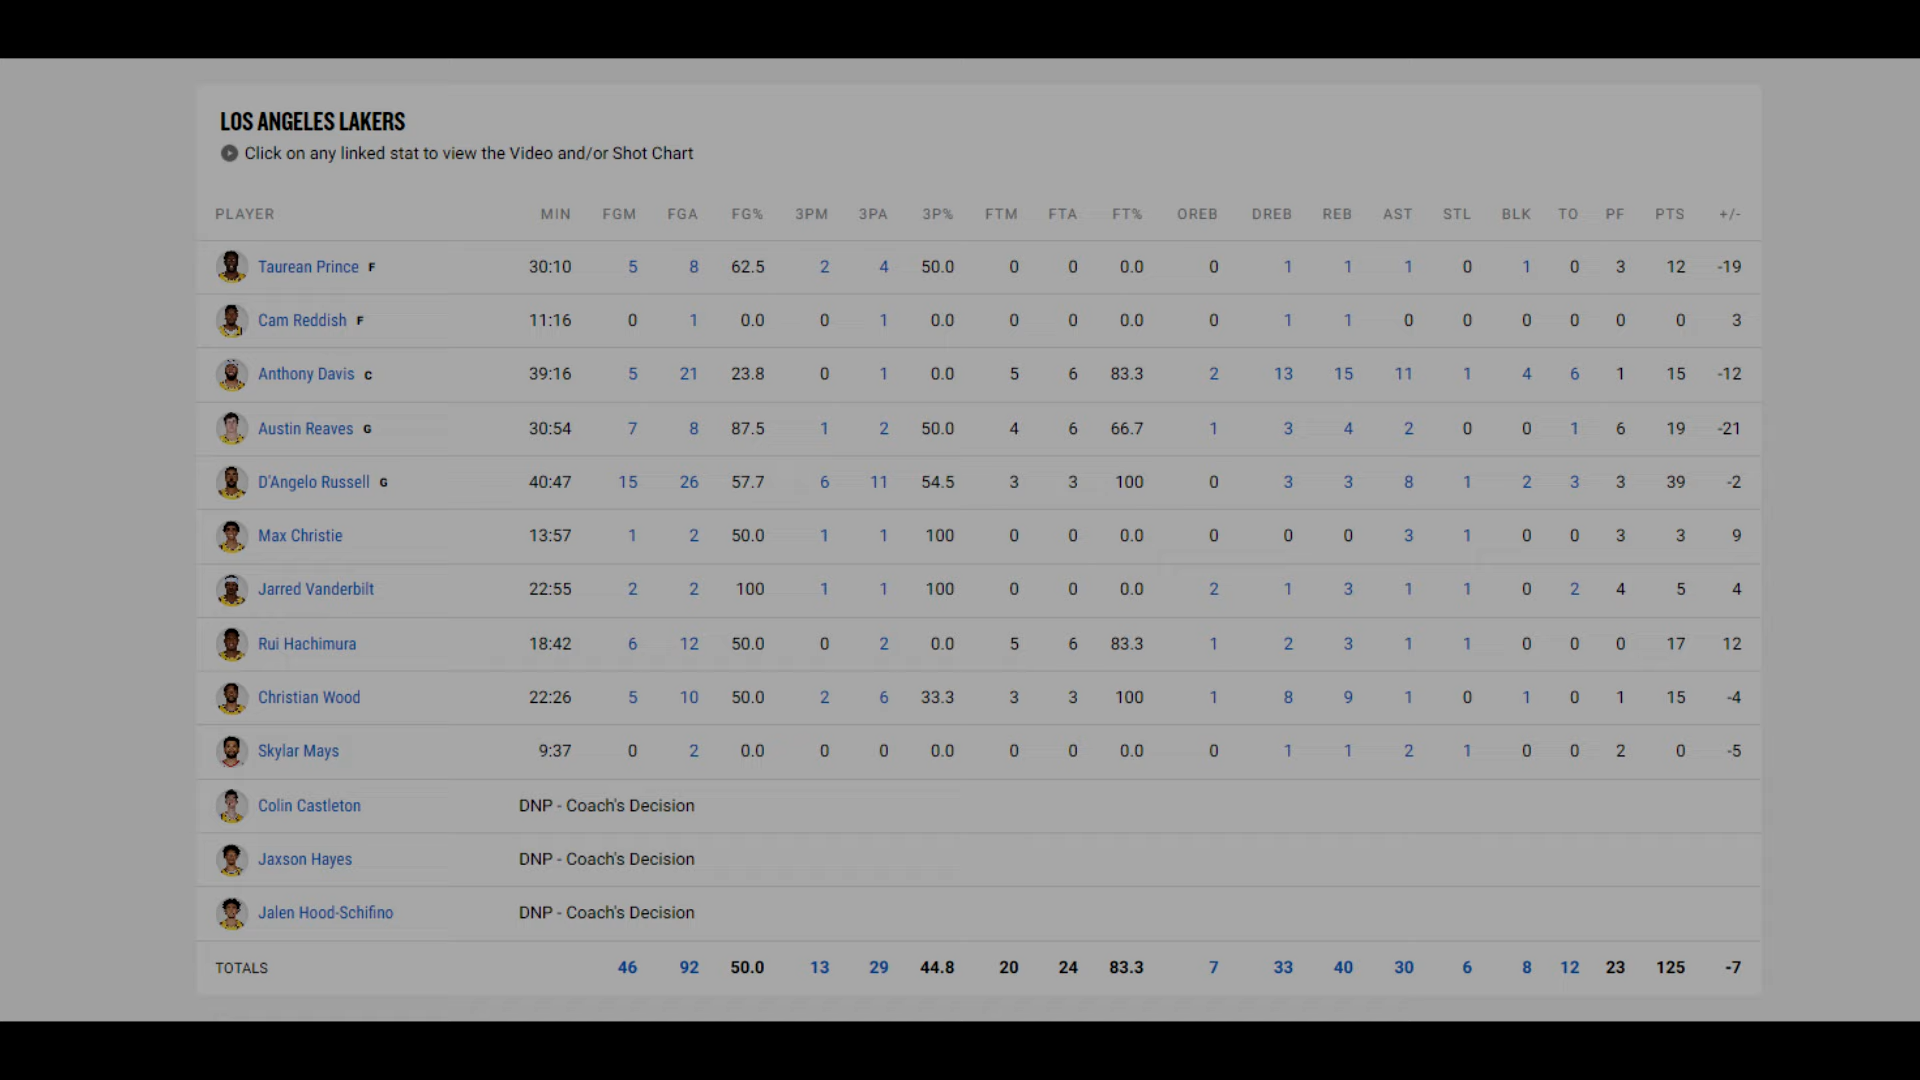 LOS ANGELES LAKERS
Click on any linked stat to view the Video and/or Shot Chart
PLAYER MIN FGM FGA FG% 3PM 3PA 3P% FTM FTA FT% OREB DREB REB AST STL BLK TO PF PTS +/-
Taurean Prince F 30:10 5 8 62.5 2 4 50.0 0 0 0.0 0 1 1 1 0 1 0 3 12 -19
Cam Reddish F 11:16 0 1 0.0 0 1 0.0 0 0 0.0 0 1 1 0 0 0 0 0 0 3
Anthony Davis C 39:16 5 21 23.8 0 1 0.0 5 6 83.3 2 13 15 11 1 4 6 1 15 -12
Austin Reaves G 30:54 7 8 87.5 1 2 50.0 4 6 66.7 1 3 4 2 0 0 1 6 19 -21
D'Angelo Russell G 40:47 15 26 57.7 6 11 54.5 3 3 100 0 3 3 8 1 2 3 3 39 -2
Max Christie 13:57 1 2 50.0 1 1 100 0 0 0.0 0 0 0 3 1 0 0 3 3 9
Jarred Vanderbilt 22:55 2 2 100 1 1 100 0 0 0.0 2 1 3 1 1 0 2 4 5 4
Rui Hachimura 18:42 6 12 50.0 0 2 0.0 5 6 83.3 1 2 3 1 1 0 0 0 17 12
Christian Wood 22:26 5 10 50.0 2 6 33.3 3 3 100 1 8 9 1 0 1 0 1 15 -4
Skylar Mays 9:37 0 2 0.0 0 0 0.0 0 0 0.0 0 1 1 2 1 0 0 2 0 -5
Colin Castleton DNP - Coach's Decision
Jaxson Hayes DNP - Coach's Decision
Jalen Hood-Schifino DNP - Coach's Decision
TOTALS 46 92 50.0 13 29 44.8 20 24 83.3 7 33 40 30 6 8 12 23 125 -7